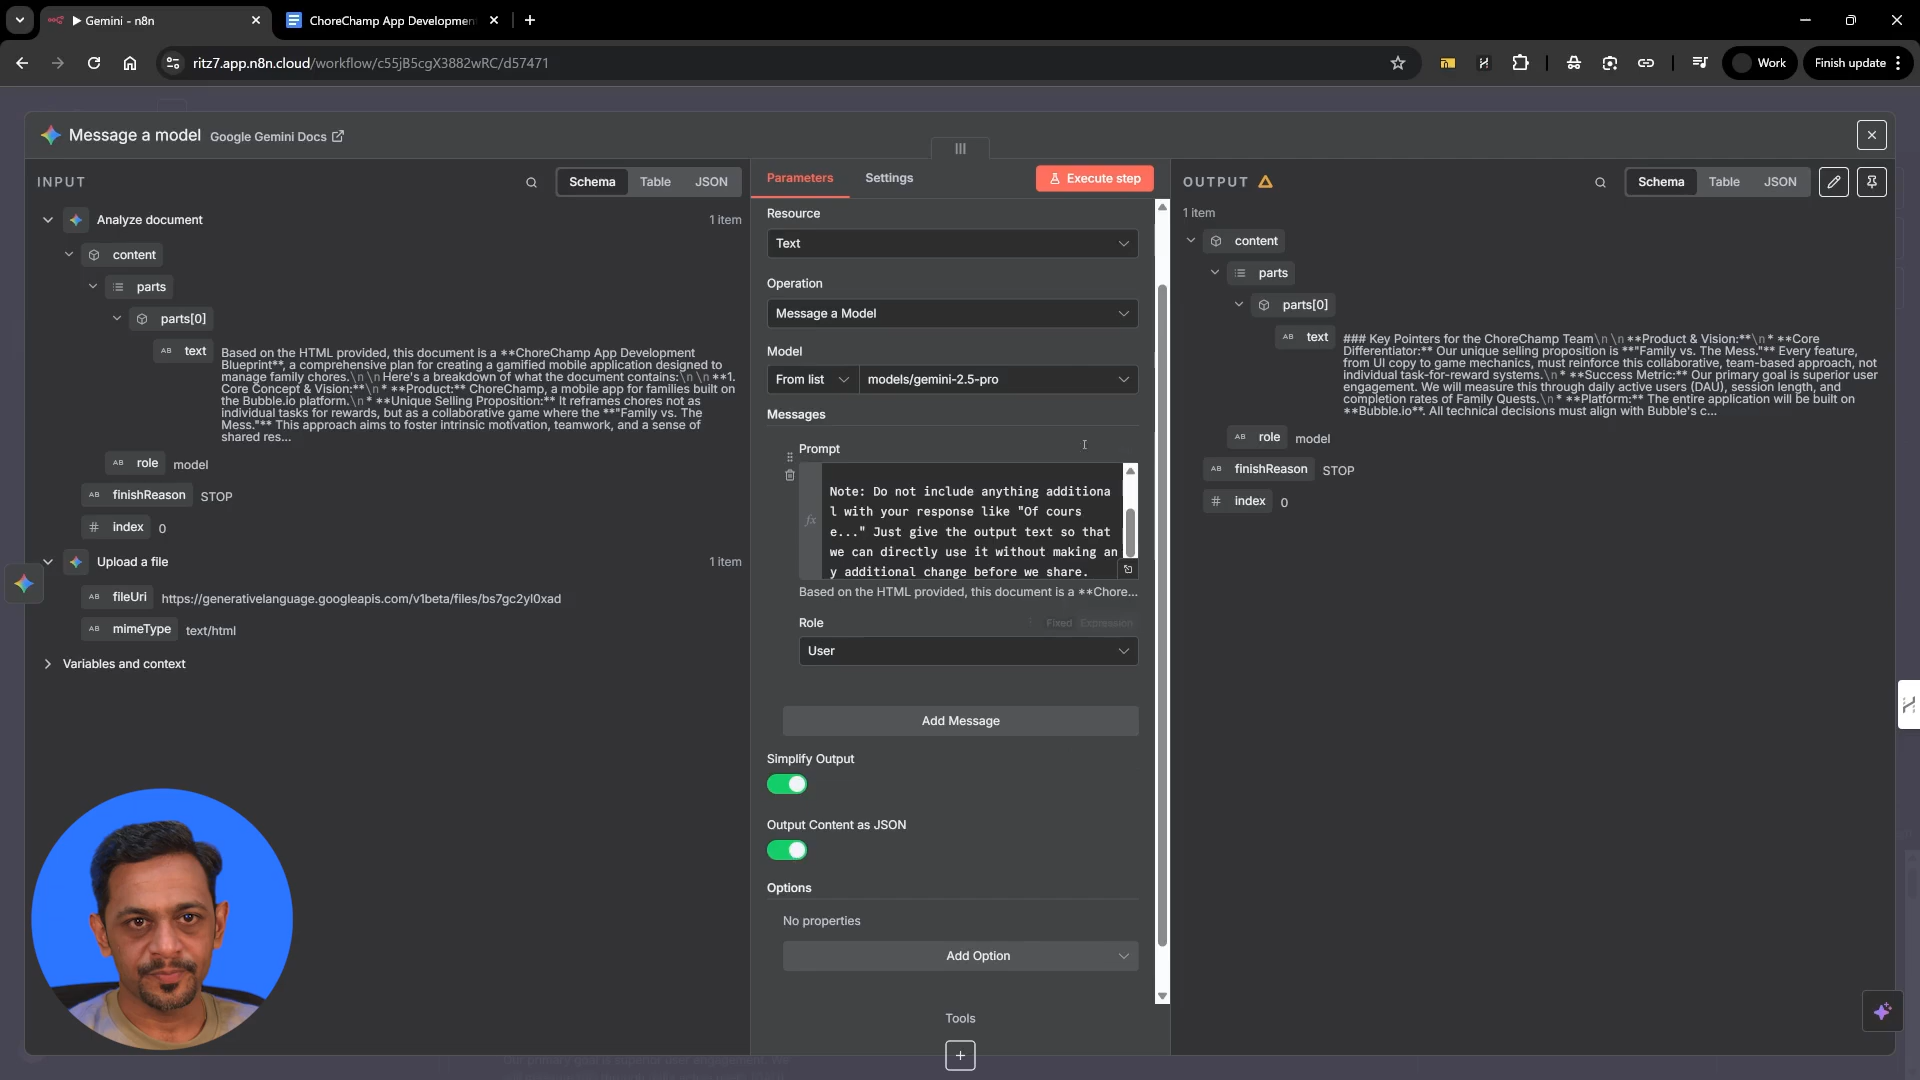 Gemini - n8n
ChoreChamp App Developmen
ritz7.app.n8n.cloud/workflow/c55jB5cgX3882wRC/d57471
Work
Finish update
Message a model
Google Gemini Docs
INPUT
Schema
Table
JSON
Analyze document
1 item
content
parts
parts[0]
AB text
Based on the HTML provided, this document is a **ChoreChamp App Development
Blueprint**, a comprehensive plan for creating a gamified mobile application designed to
manage family chores.\n\nHere's a breakdown of what the document contains:\n\n**1.
Core Concept & Vision:**\n* **Product:** ChoreChamp, a mobile app for families built on
the Bubble.io platform.\n* **Unique Selling Proposition:** It reframes chores not as
individual tasks for rewards, but as a collaborative game where the **"Family vs. The
Mess."** This approach aims to foster intrinsic motivation, teamwork, and a sense of
shared res...
AB role
model
AB finishReason
STOP
# index
0
Upload a file
1 item
AB fileUri
https://generativelanguage.googleapis.com/v1beta/files/bs7gc2yl0xad
AB mimeType
text/html
Variables and context
Parameters
Settings
Execute step
Resource
Text
Operation
Message a Model
Model
From list
models/gemini-2.5-pro
Messages
Prompt
fx
Note: Do not include anything additiona
l with your response like "Of cours
e..." Just give the output text so that
we can directly use it without making an
y additional change before we share.
Based on the HTML provided, this document is a **Chore...
Role
Fixed
Expression
User
Add Message
Simplify Output
Output Content as JSON
Options
No properties
Add Option
Tools
OUTPUT
Schema
Table
JSON
1 item
content
parts
parts[0]
AB text
### Key Pointers for the ChoreChamp Team\n\n**Product & Vision:**\n* **Core
Differentiator:** Our unique selling proposition is **"Family vs. The Mess."** Every feature,
from UI copy to game mechanics, must reinforce this collaborative, team-based approach, not
individual task-for-reward systems.\n* **Success Metric:** Our primary goal is superior user
engagement. We will measure this through daily active users (DAU), session length, and
completion rates of Family Quests.\n* **Platform:** The entire application will be built on
**Bubble.io**. All technical decisions must align with Bubble's c...
AB role
model
AB finishReason
STOP
# index
0